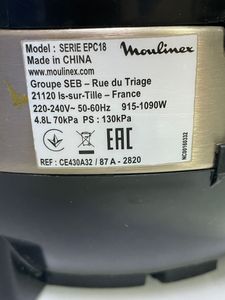 Model : SERIE EPC18 Moulinex
Made in CHINA
www.moulinex.com
Groupe SEB – Rue du Triage
21120 Is-sur-Tille – France
220-240V~ 50-60Hz 915-1090W
4.8L 70kPa PS : 130kPa
EAC
REF : CE430A32 / 87 A - 2820
NC00160332